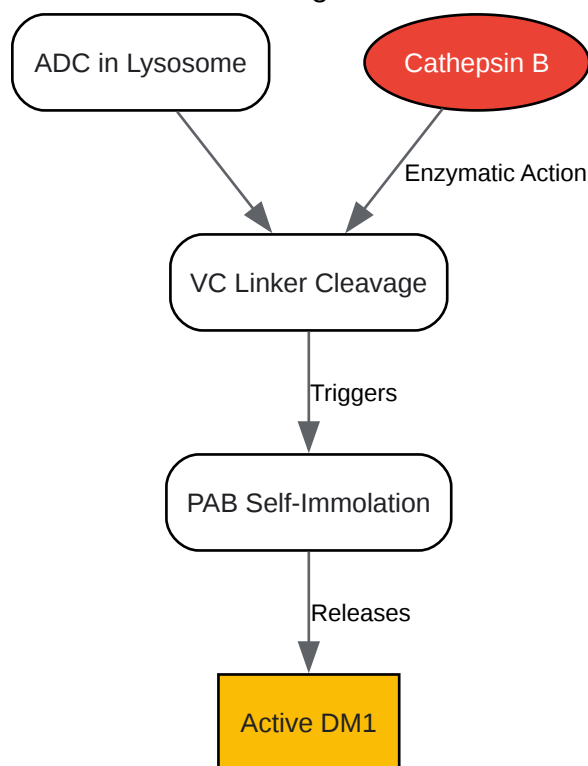 ADC in Lysosome
Cathepsin B
Enzymatic Action
VC Linker Cleavage
Triggers
PAB Self-Immolation
Releases
Active DM1